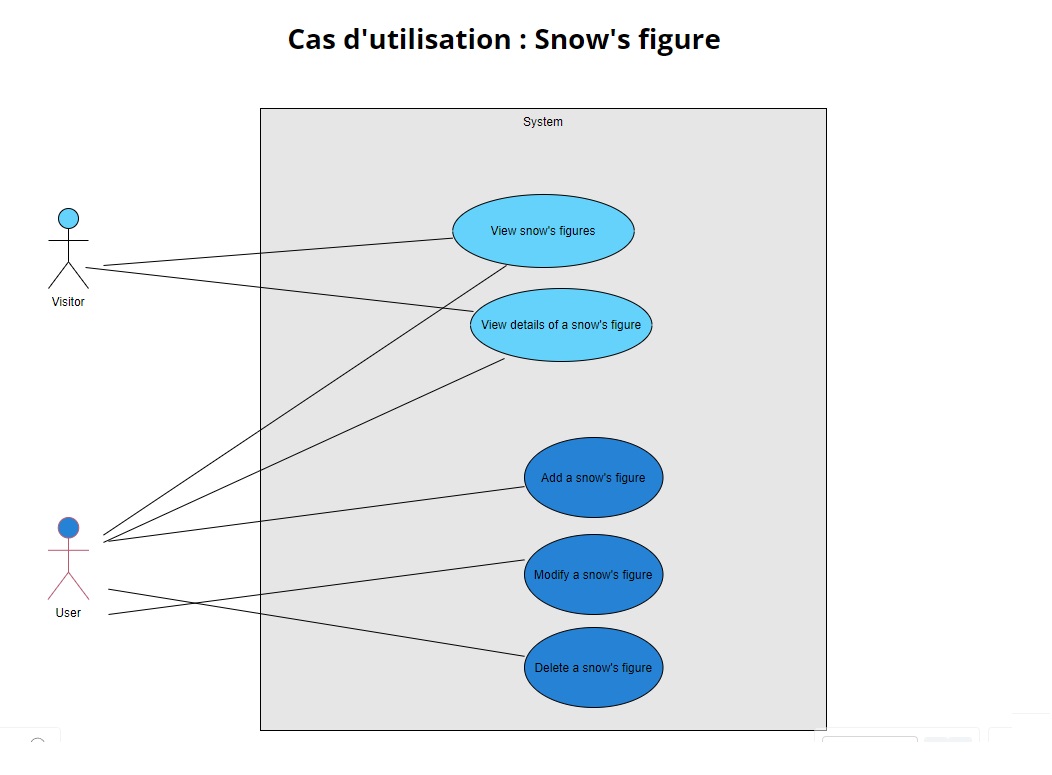 Cas d'utilisation : Snow's figure
System
View snow's figures
Visitor
View details of a snow's figure
Add a snow's figure
Modify a snow's figure
User
Delete a snow's figure